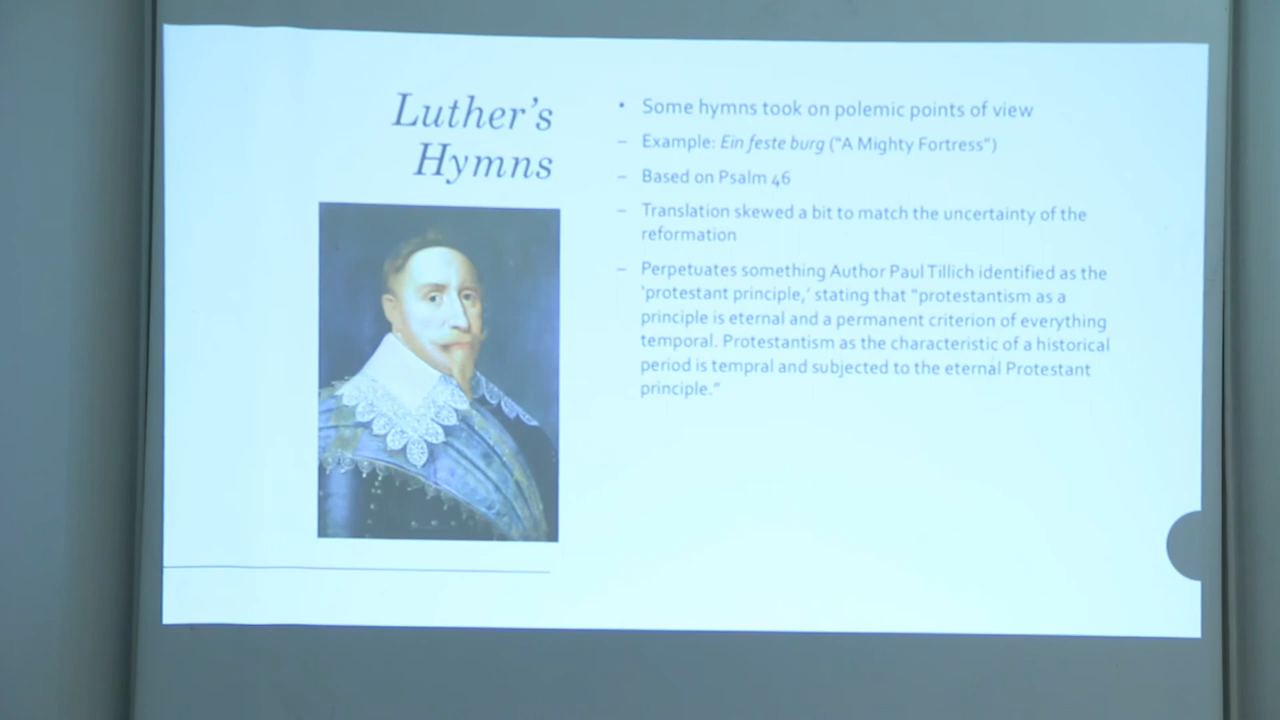 Luther’s
Hymns
• Some hymns took on polemic points of view
– Example: Ein feste burg (“A Mighty Fortress”)
– Based on Psalm 46
– Translation skewed a bit to match the uncertainty of the
reformation
– Perpetuates something Author Paul Tillich identified as the
‘protestant principle,’ stating that “protestantism as a
principle is eternal and a permanent criterion of everything
temporal. Protestantism as the characteristic of a historical
period is tempral and subjected to the eternal Protestant
principle.”